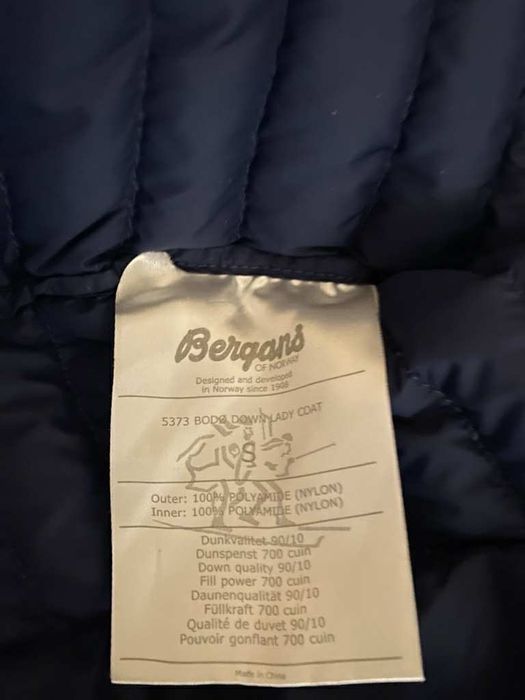 Bergans
OF NORWAY
Designed and developed
in Norway since 1908
5373 BODØ DOWN LADY COAT
S
Outer: 100% POLYAMIDE (NYLON)
Inner: 100% POLYAMIDE (NYLON)
Dunkvalitet 90/10
Dunspenst 700 cuin
Down quality 90/10
Fill power 700 cuin
Daunenqualität 90/10
Füllkraft 700 cuin
Qualité de duvet 90/10
Pouvoir gonflant 700 cuin
Made in China